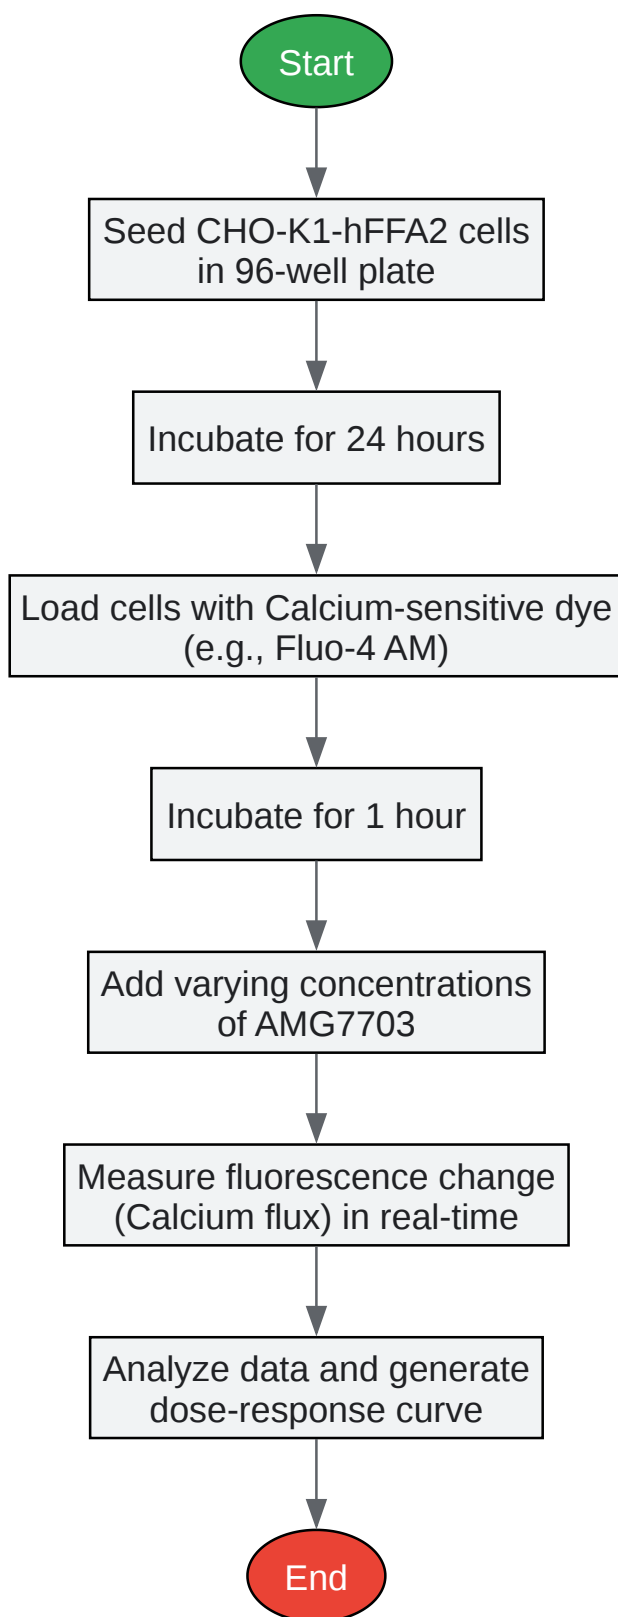 Start
Seed CHO-K1-hFFA2 cells
in 96-well plate
Incubate for 24 hours
Load cells with Calcium-sensitive dye
(e.g., Fluo-4 AM)
Incubate for 1 hour
Add varying concentrations
of AMG7703
Measure fluorescence change
(Calcium flux) in real-time
Analyze data and generate
dose-response curve
End